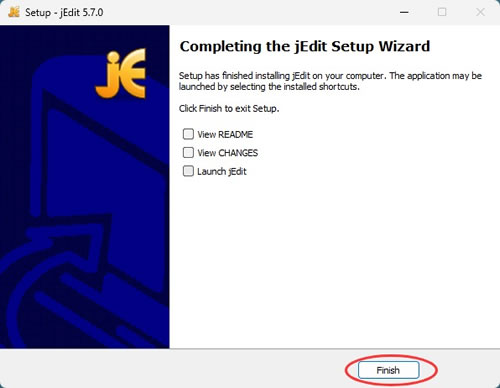 Setup - jEdit 5.7.0
jE
Completing the jEdit Setup Wizard
Setup has finished installing jEdit on your computer. The application may be
launched by selecting the installed shortcuts.
Click Finish to exit Setup.
View README
View CHANGES
Launch jEdit
Finish